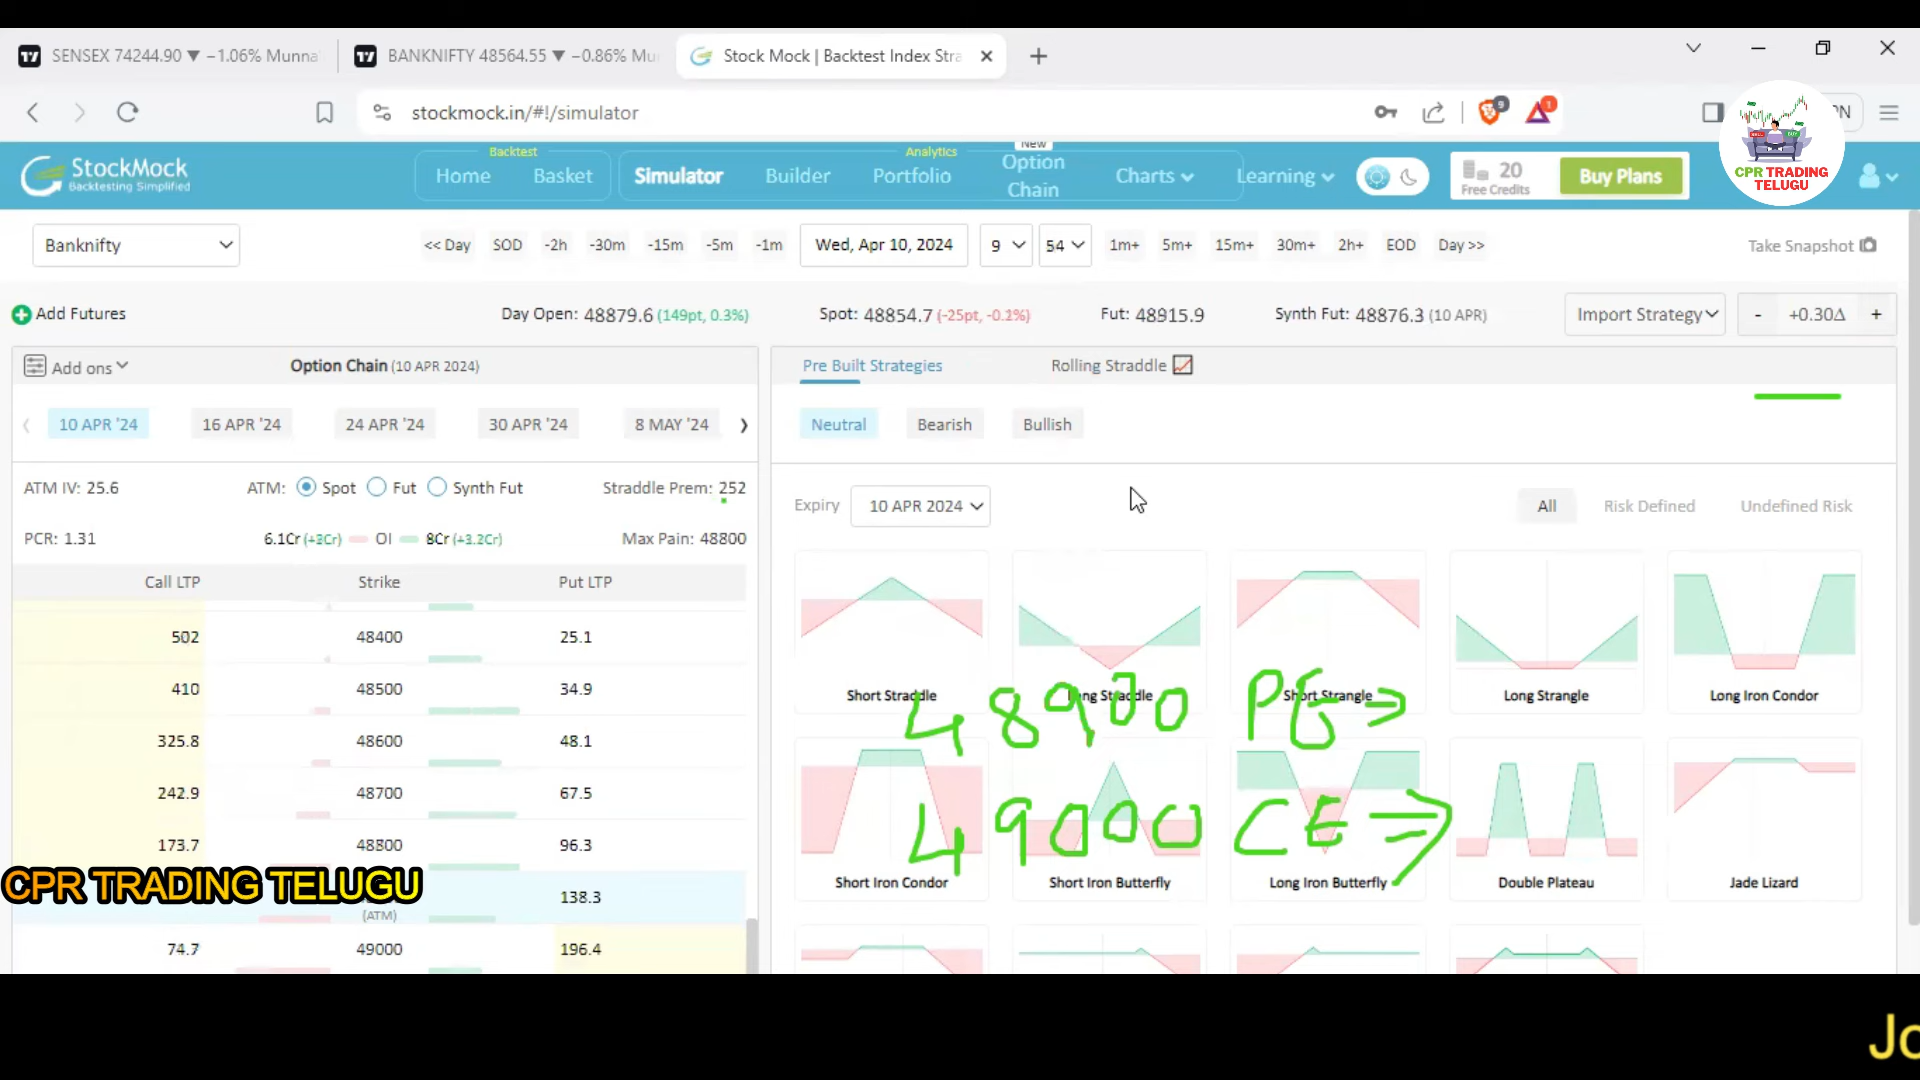 SENSEX 74244.90 ▼ −1.06% Munna
BANKNIFTY 48564.55 ▼ −0.86% Mu
Stock Mock | Backtest Index Stra
stockmock.in/#!/simulator
9
1
CPR TRADING
TELUGU
StockMock
Backtesting Simplified
Backtest
Home
Basket
Simulator
Builder
Analytics
Portfolio
New
Option
Chain
Charts
Learning
20
Free Credits
Buy Plans
Banknifty
<< Day SOD -2h -30m -15m -5m -1m Wed, Apr 10, 2024 9 54 1m+ 5m+ 15m+ 30m+ 2h+ EOD Day >>
Take Snapshot
Add Futures
Day Open: 48879.6 (149pt, 0.3%) Spot: 48854.7 (-25pt, -0.1%) Fut: 48915.9 Synth Fut: 48876.3 (10 APR)
Import Strategy
- +0.30Δ +
Add ons
Option Chain (10 APR 2024)
10 APR '24 16 APR '24 24 APR '24 30 APR '24 8 MAY '24
ATM IV: 25.6 ATM: Spot Fut Synth Fut Straddle Prem: 252
PCR: 1.31 6.1Cr (+3Cr) OI 8Cr (+3.2Cr) Max Pain: 48800
Call LTP Strike Put LTP
502 48400 25.1
410 48500 34.9
325.8 48600 48.1
242.9 48700 67.5
173.7 48800 96.3
138.3
(ATM)
74.7 49000 196.4
CPR TRADING TELUGU
Pre Built Strategies
Rolling Straddle
Neutral Bearish Bullish
Expiry 10 APR 2024
All Risk Defined Undefined Risk
Short Straddle Long Straddle Short Strangle Long Strangle Long Iron Condor
48900 PE ⇒
49000 CE ⇒
Short Iron Condor Short Iron Butterfly Long Iron Butterfly Double Plateau Jade Lizard
Jo